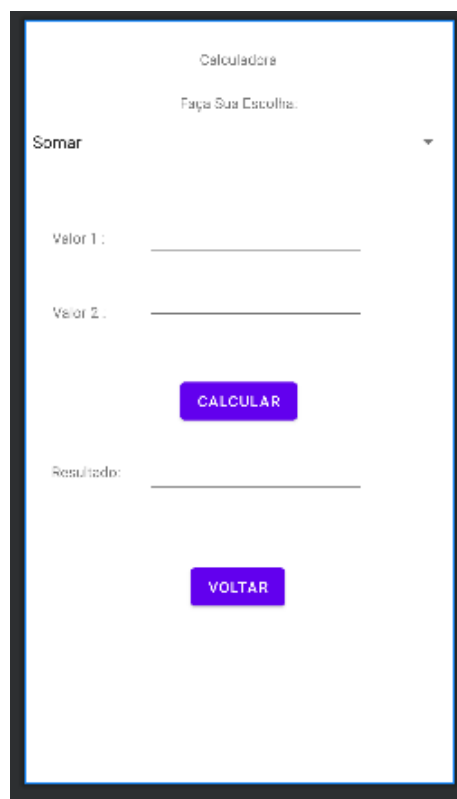 Calculadora
Faça Sua Escolha:
Somar
Valor 1 :
Valor 2 :
CALCULAR
Resultado:
VOLTAR